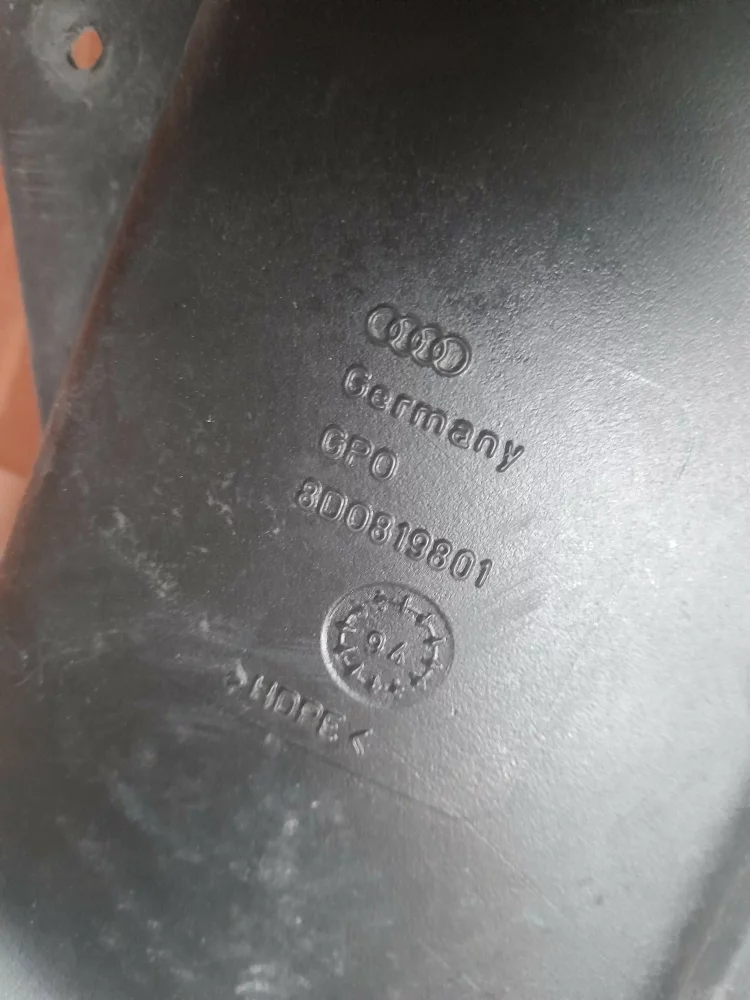 Germany
GPO
8D0819801
94
>HDPE<